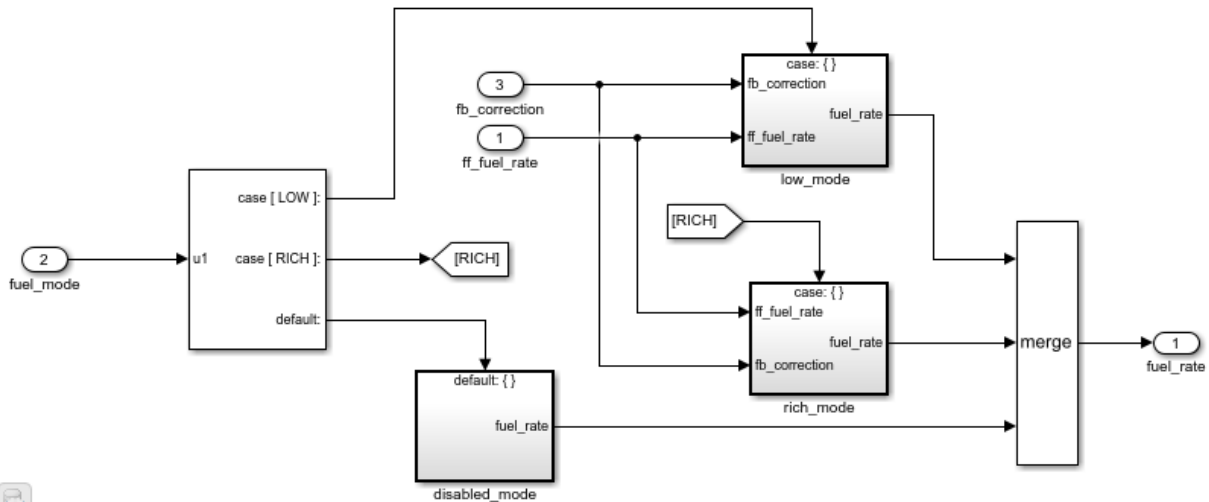 case: { }
fb_correction
fuel_rate
ff_fuel_rate
low_mode
3
fb_correction
1
ff_fuel_rate
case [ LOW ]:
u1
case [ RICH ]:
default:
2
fuel_mode
[RICH]
[RICH]
case: { }
ff_fuel_rate
fuel_rate
fb_correction
rich_mode
default: { }
fuel_rate
disabled_mode
merge
1
fuel_rate